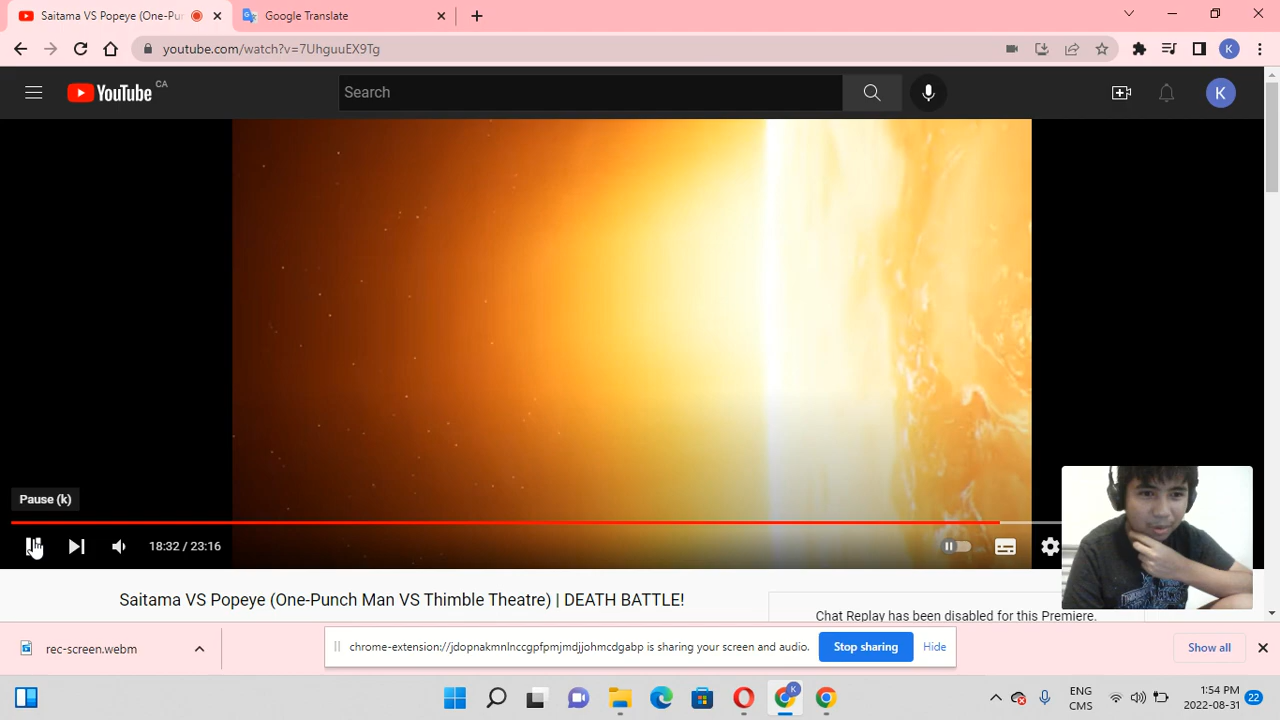 Saitama VS Popeye (One-Pu
Google Translate
youtube.com/watch?v=7UhguuEX9Tg
K
YouTube CA
Search
K
Pause (k)
18:32 / 23:16
Saitama VS Popeye (One-Punch Man VS Thimble Theatre) | DEATH BATTLE!
Chat Replay has been disabled for this Premiere.
rec-screen.webm
chrome-extension://jdopnakmnlnccgpfpmjmdjjohmcdgabp is sharing your screen and audio.
Stop sharing
Hide
Show all
K
ENG
CMS
1:54 PM
2022-08-31
22